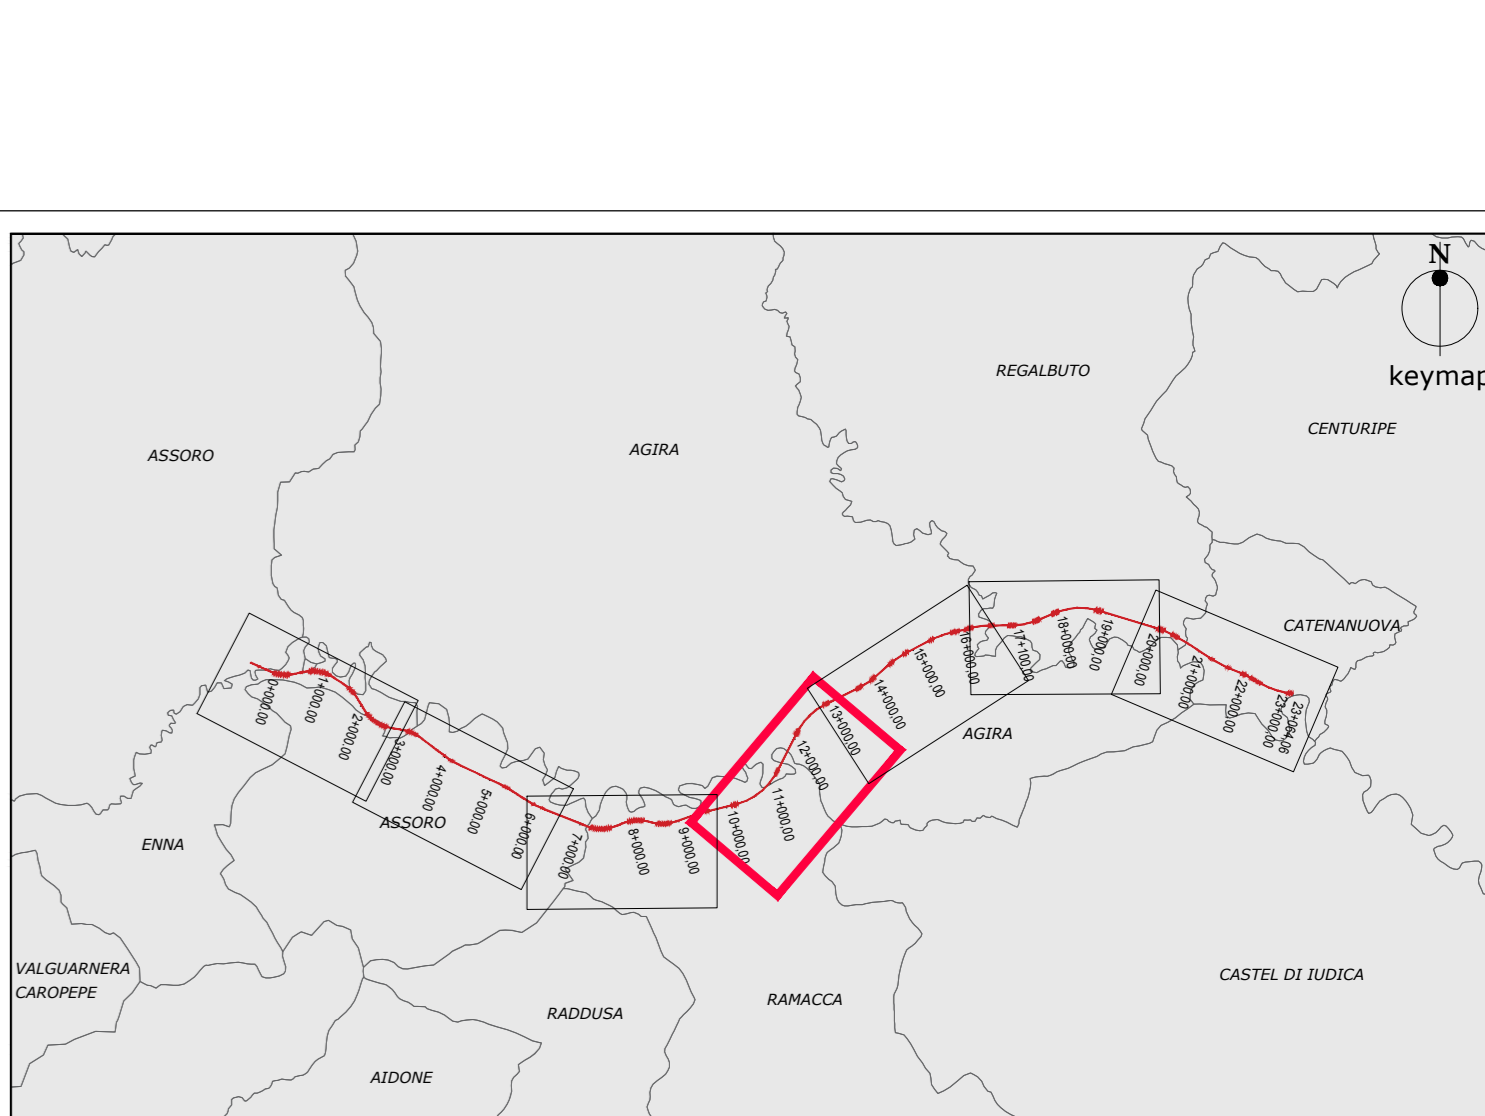 N
keymap
REGALBUTO
CENTURIPE
AGIRA
ASSORO
CATENANUOVA
0+000.00
1+000.00
2+000.00
3+000.00
4+000.00
5+000.00
6+000.00
7+000.00
8+000.00
9+000,00
10+000,00
11+000,00
12+000,00
13+000,00
14+000,00
15+000,00
16+000,00
17+100,00
18+000,00
19+000,00
20+000,00
21+000,00
22+000,00
23+000,00
23+064,06
AGIRA
ASSORO
ENNA
VALGUARNERA
CAROPEPE
CASTEL DI IUDICA
RAMACCA
RADDUSA
AIDONE